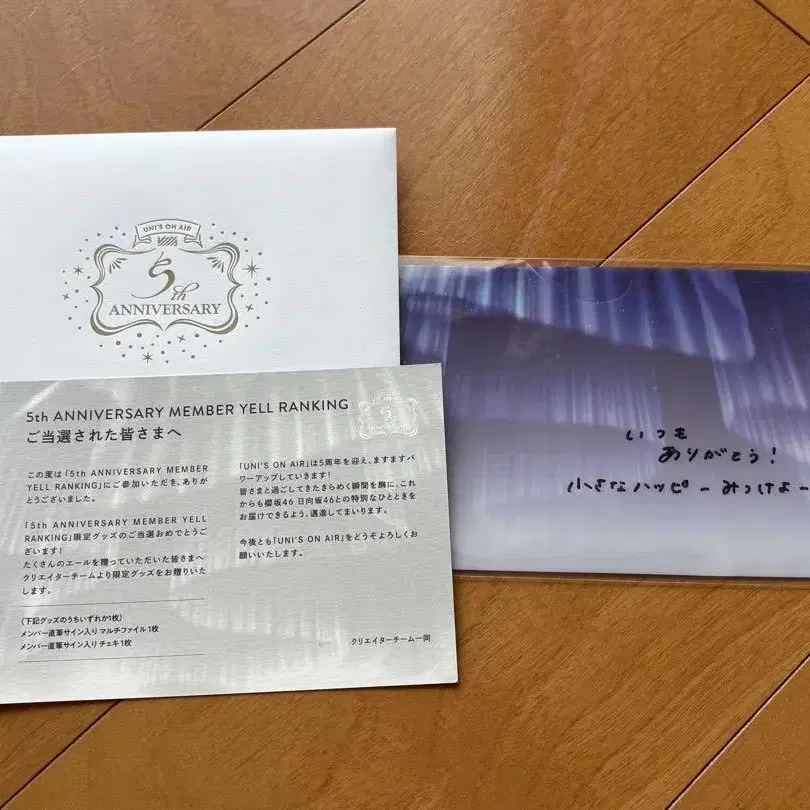 UNI'S ON AIR
5th
ANNIVERSARY
5th ANNIVERSARY MEMBER YELL RANKING
ご当選された皆さまへ
この度は「5th ANNIVERSARY MEMBER
YELL RANKING」にご参加いただき、ありが
とうございました。
「5th ANNIVERSARY MEMBER YELL
RANKING」限定グッズのご当選おめでとうご
ざいます!
たくさんのエールを贈っていただいた皆さまへ
クリエイターチームより限定グッズをお贈りいた
します。
(下記グッズのうちいずれか1枚)
メンバー直筆サイン入り マルチファイル 1枚
メンバー直筆サイン入り チェキ 1枚
「UNI'S ON AIR」は5周年を迎え、ますますパ
ワーアップしていきます!
皆さまと過ごしてきたきらめく瞬間を胸に、これ
からも櫻坂46 日向坂46との特別なひとときを
お届けできるよう、邁進してまいります。
今後とも「UNI'S ON AIR」をどうぞよろしくお
願いいたします。
クリエイターチーム一同
いつも
ありがとう!
小さなハッピーみつけよー